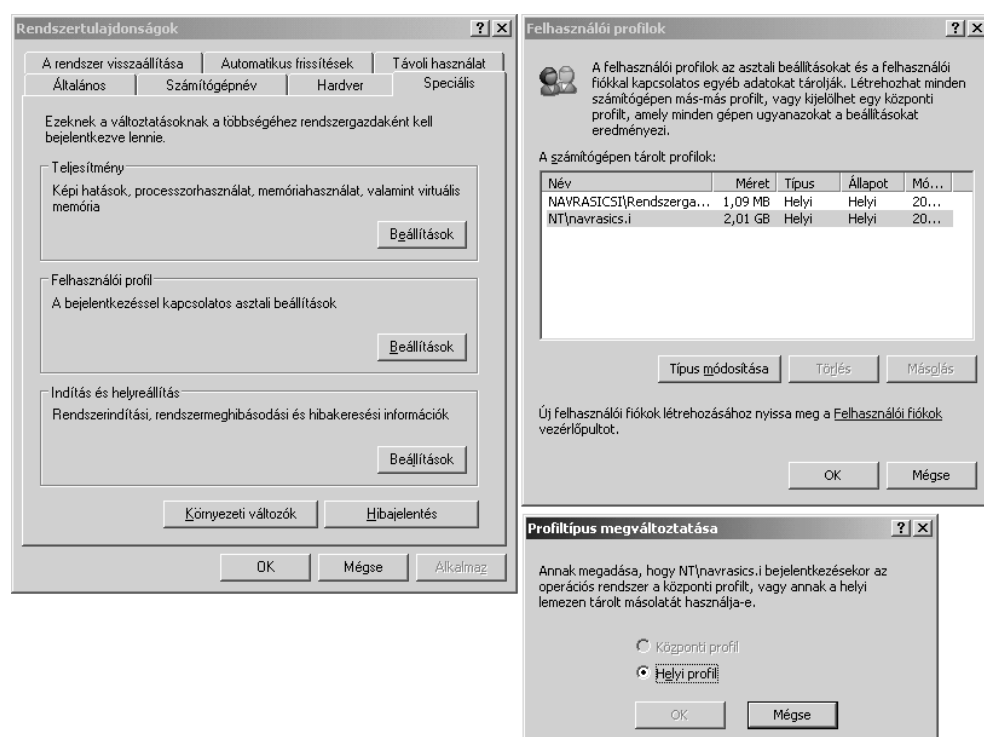 Rendszertulajdonságok
A rendszer visszaállítása
Automatikus frissítések
Távoli használat
Általános
Számítógépnév
Hardver
Speciális
Ezeknek a változtatásoknak a többségéhez rendszergazdaként kell
bejelentkezve lennie.
Teljesítmény
Képi hatások, processzorhasználat, memóriahasználat, valamint virtuális
memória
Beállítások
Felhasználói profil
A bejelentkezéssel kapcsolatos asztali beállítások
Beállítások
Indítás és helyreállítás
Rendszerindítási, rendszermeghibásodási és hibakeresési információk
Beállítások
Környezeti változók
Hibajelentés
OK
Mégse
Alkalmaz
Felhasználói profilok
A felhasználói profilok az asztali beállításokat és a felhasználói
fiókkal kapcsolatos egyéb adatokat tárolják. Létrehozhat minden
számítógépen más-más profilt, vagy kijelölhet egy központi
profilt, amely minden gépen ugyanazokat a beállításokat
eredményezi.
A számítógépen tárolt profilok:
Név Méret Típus Állapot Mó...
NAVRASICSI\Rendszerga... 1,09 MB Helyi Helyi 20...
NT\navrasics.i 2,01 GB Helyi Helyi 20...
Típus módosítása
Törlés
Másolás
Új felhasználói fiókok létrehozásához nyissa meg a Felhasználói fiókok
vezérlőpultot.
OK
Mégse
Profiltípus megváltoztatása
Annak megadása, hogy NT\navrasics.i bejelentkezésekor az
operációs rendszer a központi profilt, vagy annak a helyi
lemezen tárolt másolatát használja-e.
Központi profil
Helyi profil
OK
Mégse